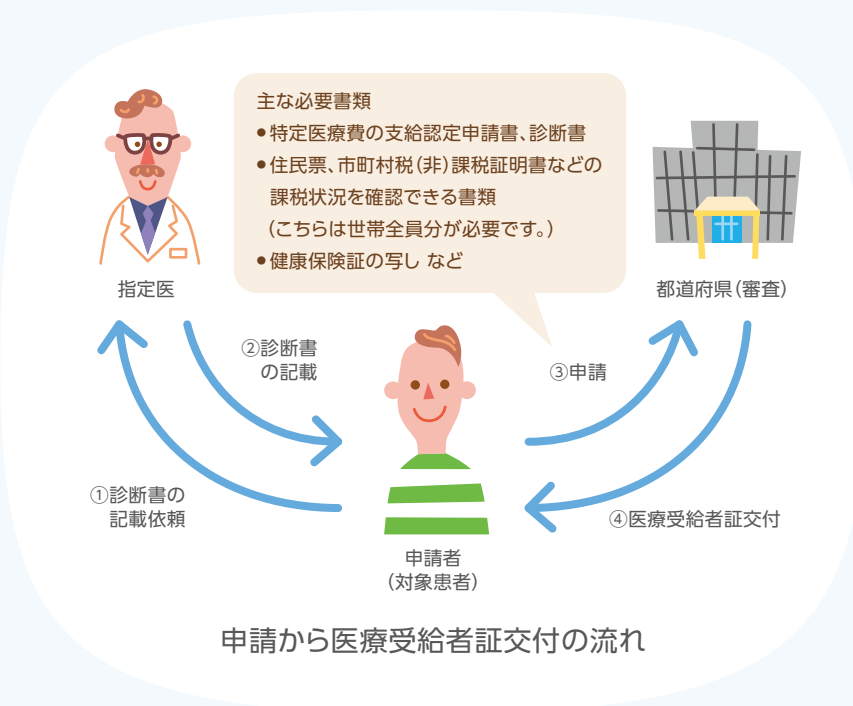 主な必要書類
●特定医療費の支給認定申請書、診断書
●住民票、市町村税(非)課税証明書などの
課税状況を確認できる書類
(こちらは世帯全員分が必要です。)
●健康保険証の写し など
指定医
都道府県(審査)
②診断書
の記載
③申請
①診断書の
記載依頼
④医療受給者証交付
申請者
(対象患者)
申請から医療受給者証交付の流れ